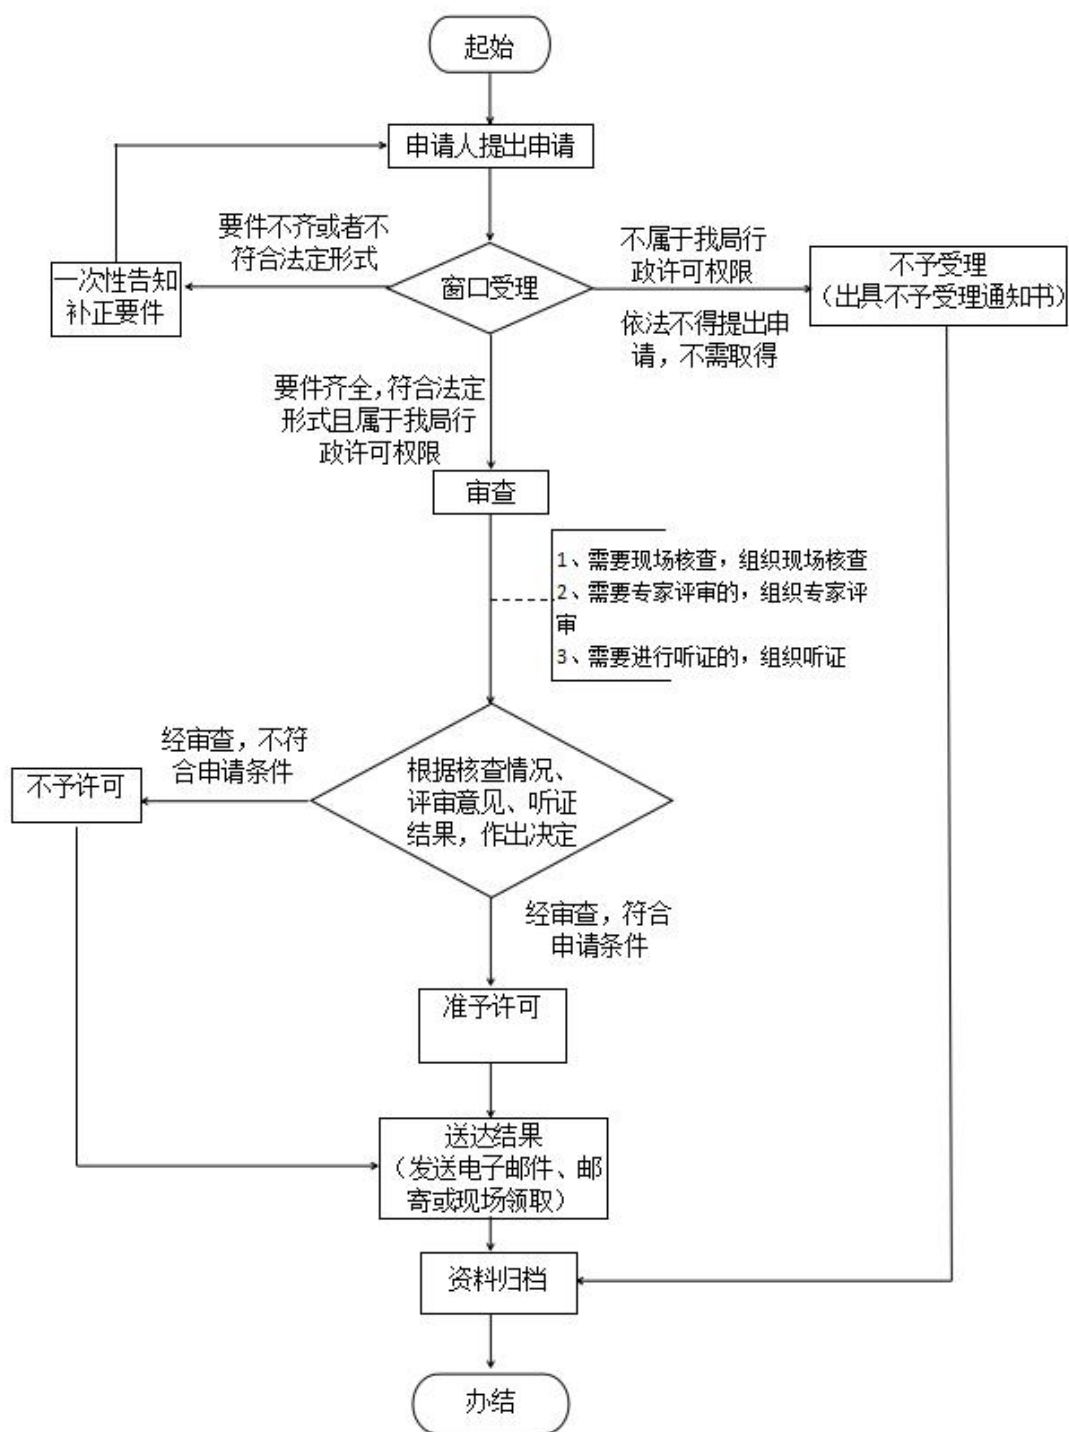 起始
申请人提出申请
要件不齐或者不
符合法定形式
不属于我局行
政许可权限
一次性告知
补正要件
窗口受理
不予受理
（出具不予受理通知书）
依法不得提出申
请，不需取得
要件齐全，符合法定
形式且属于我局行
政许可权限
审查
1、需要现场核查，组织现场核查
2、需要专家评审的，组织专家评
审
3、需要进行听证的，组织听证
经审查，不符
合申请条件
不予许可
根据核查情况、
评审意见、听证
结果，作出决定
经审查，符合
申请条件
准予许可
送达结果
（发送电子邮件、邮
寄或现场领取）
资料归档
办结